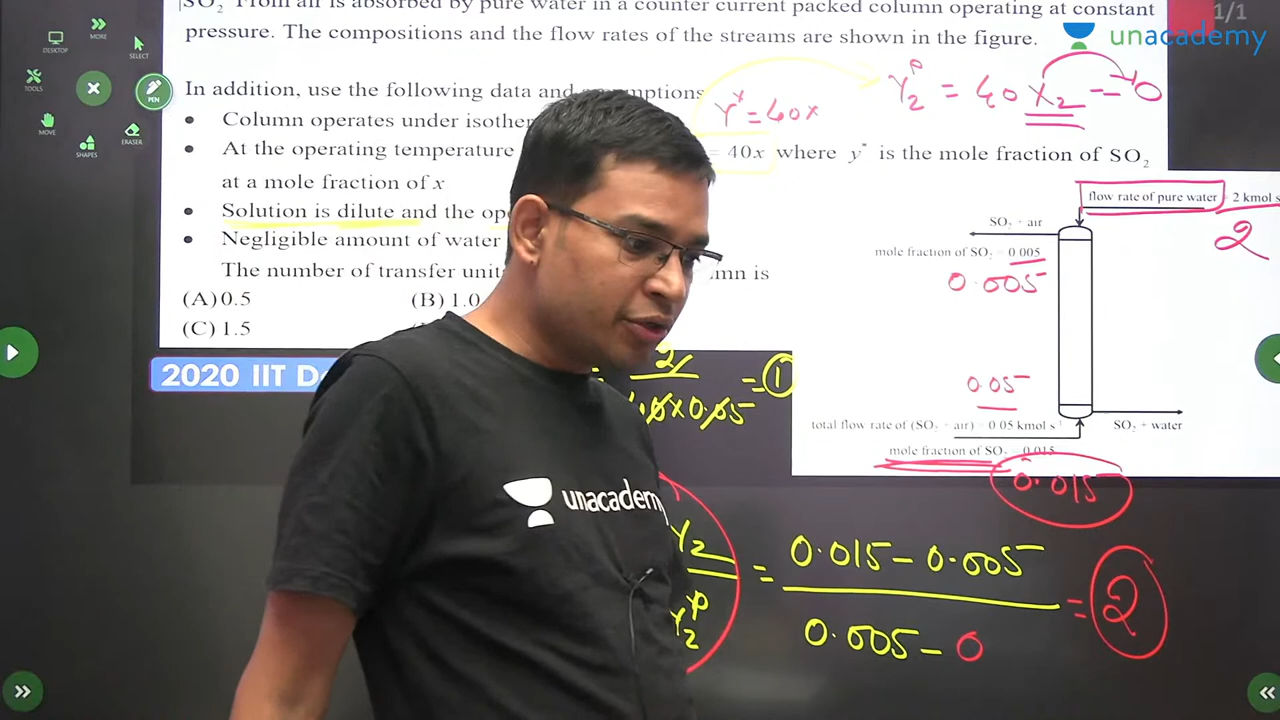 SO2 From air is absorbed by pure water in a counter current packed column operating at constant
pressure. The compositions and the flow rates of the streams are shown in the figure.
1/1
unacademy
DESKTOP
MORE
SELECT
TOOLS
PEN
MOVE
SHAPES
ERASER
In addition, use the following data and
Column operates under
At the operating temperature = 40x where y* is the mole fraction of SO2
at a mole fraction of x
Solution is dilute and the
Negligible amount of water
The number of transfer is
(A) 0.5 (B) 1.0
(C) 1.5
y* = 40x
Y2 = 40 X2 = 0
flow rate of pure water 2 kmol s
2
SO2 + air
mole fraction of SO2 = 0.005
0.005
0.05
total flow rate of (SO2 + air) = 0.05 kmol s
SO2 + water
mole fraction of SO2 = 0.015
0.015
2020 IIT
2
0.05 = 1
unacademy
Y2 = 0.015 - 0.005 = 2
Y2 0.005 - 0